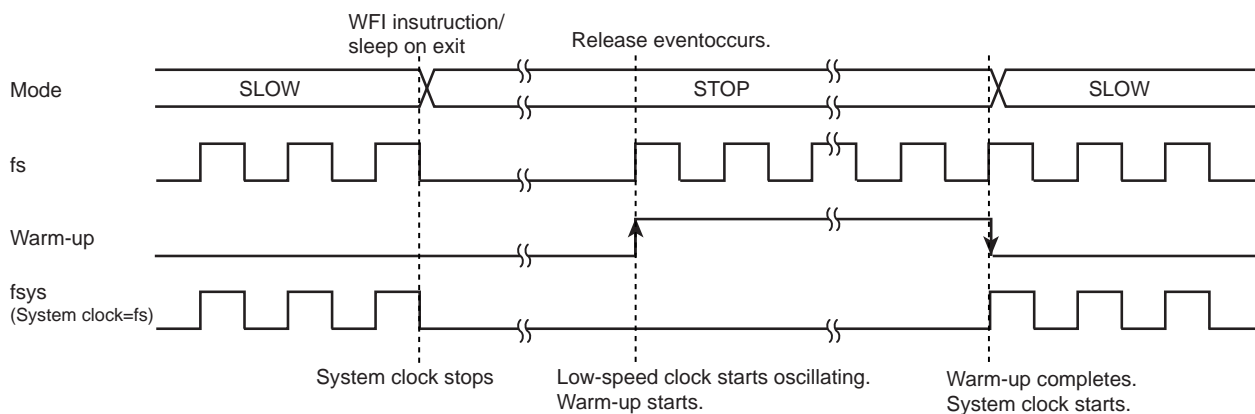 WFI insutruction/
sleep on exit
Release eventoccurs.
Mode
SLOW
STOP
SLOW
fs
Warm-up
fsys
(System clock=fs)
System clock stops
Low-speed clock starts oscillating.
Warm-up starts.
Warm-up completes.
System clock starts.